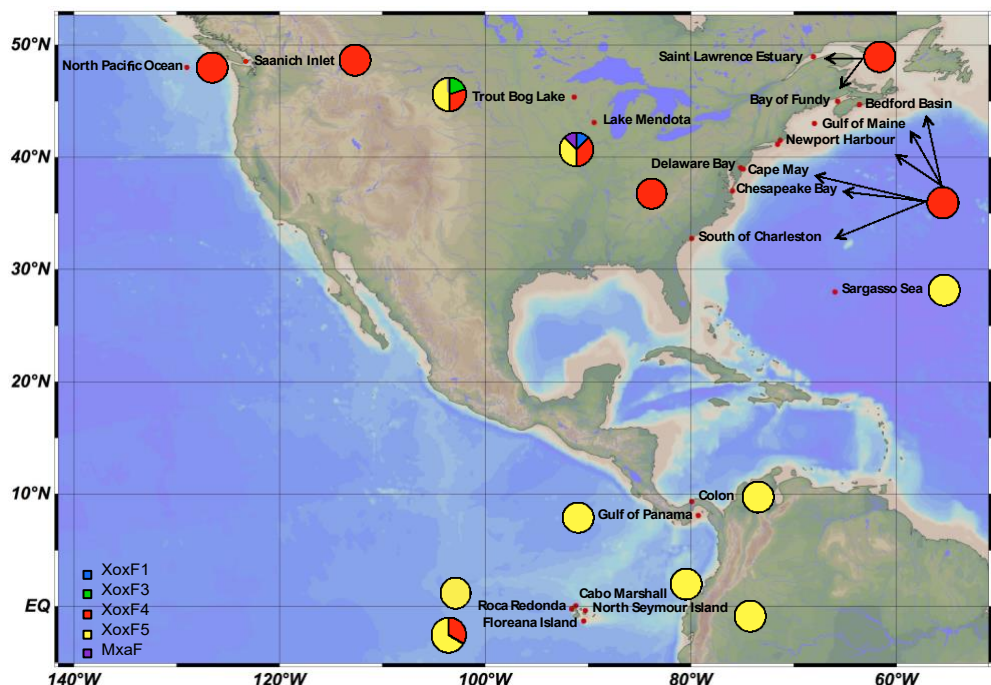 50°N
40°N
30°N
20°N
10°N
EQ
140°W
120°W
100°W
80°W
60°W
North Pacific Ocean
Saanich Inlet
Trout Bog Lake
Lake Mendota
Saint Lawrence Estuary
Bay of Fundy
Bedford Basin
Gulf of Maine
Newport Harbour
Delaware Bay
Cape May
Chesapeake Bay
South of Charleston
Sargasso Sea
Colon
Gulf of Panama
Cabo Marshall
Roca Redonda
North Seymour Island
Floreana Island
XoxF1
XoxF3
XoxF4
XoxF5
MxaF